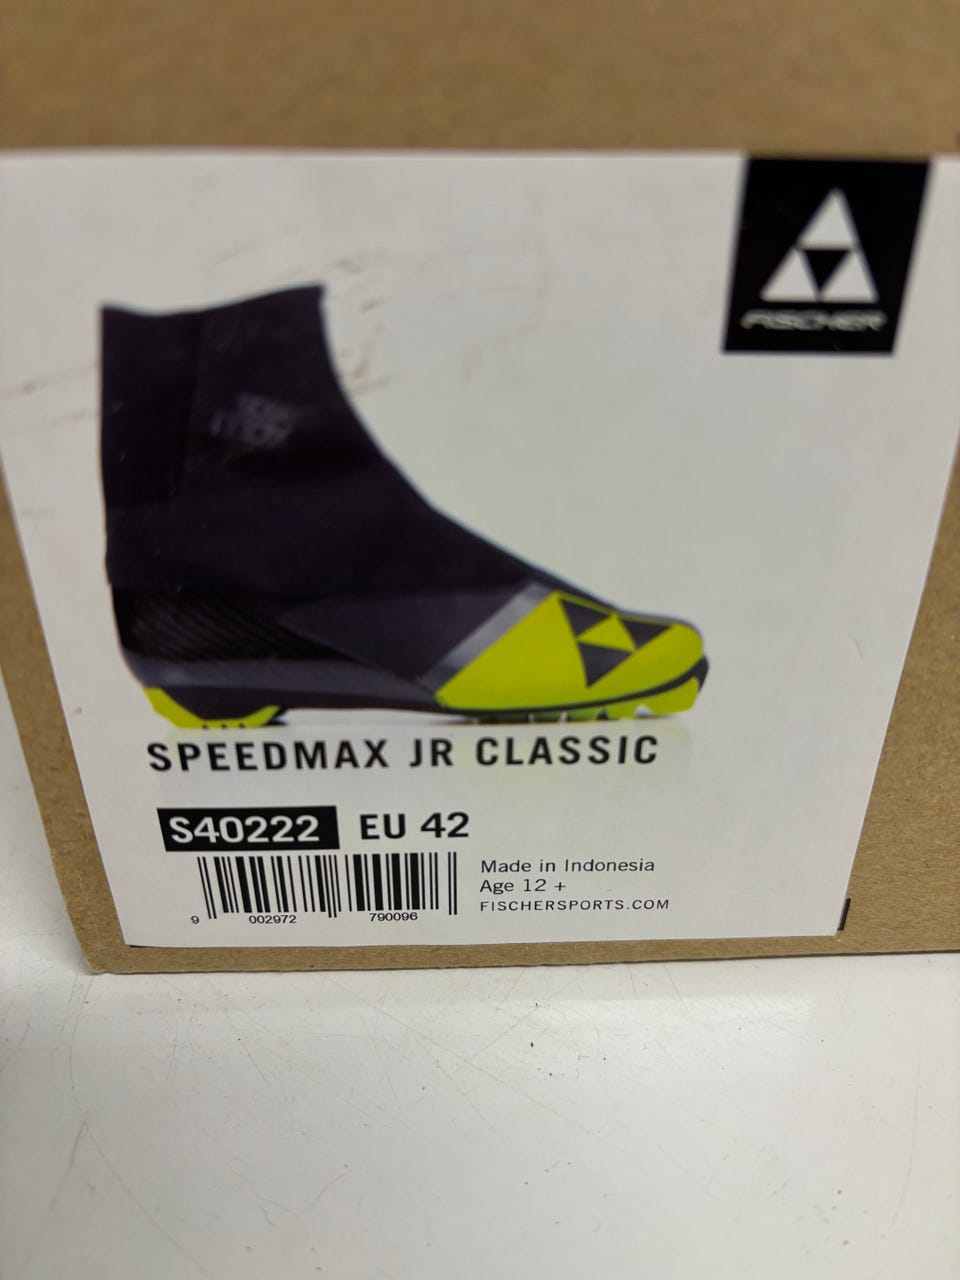 FISCHER
SPEEDMAX JR CLASSIC
S40222 EU 42
Made in Indonesia
Age 12 +
FISCHERSPORTS.COM
9 002972 790096